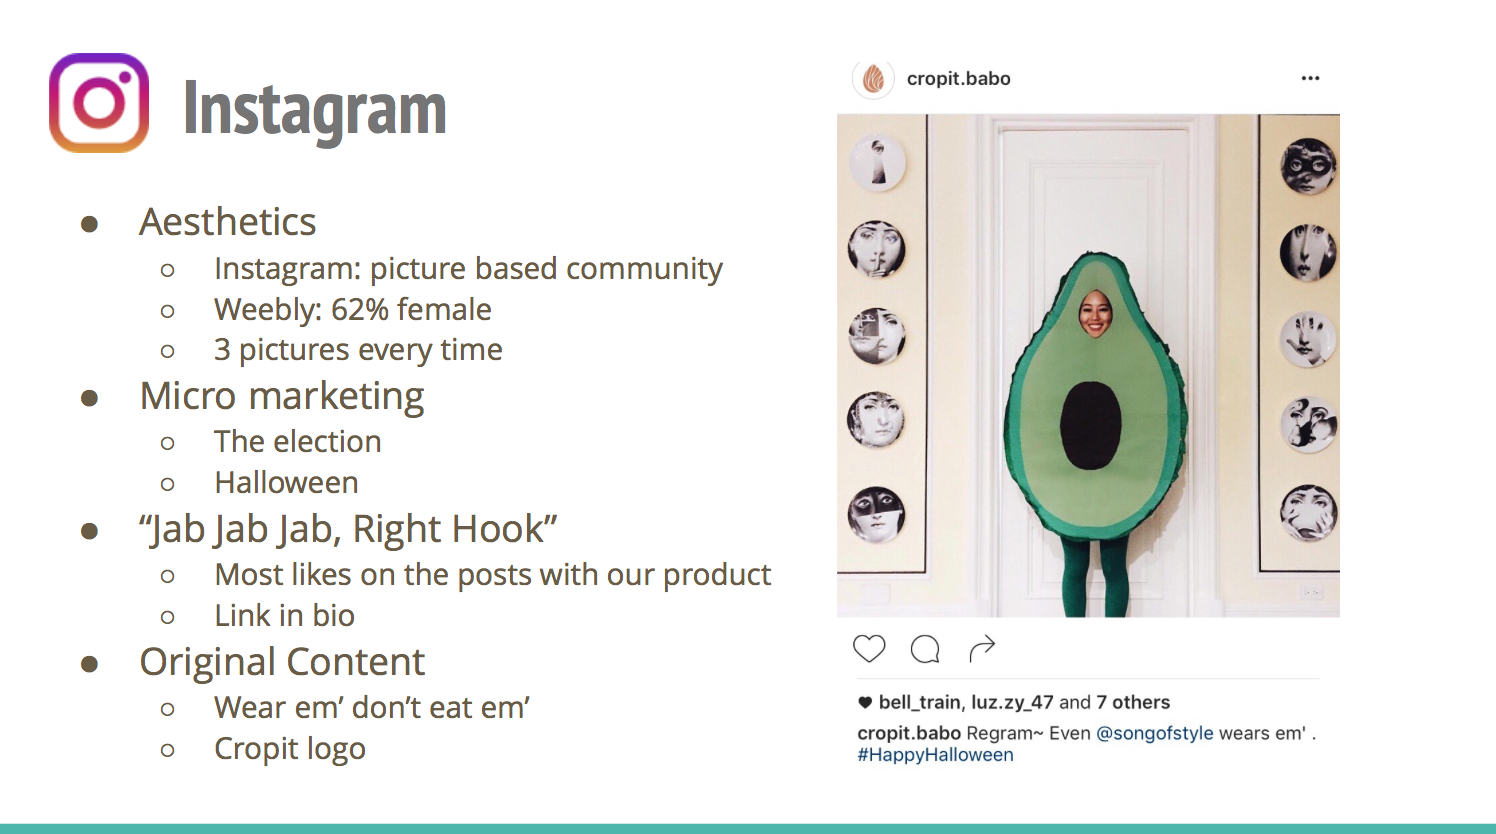 Instagram
● Aesthetics
○ Instagram: picture based community
○ Weebly: 62% female
○ 3 pictures every time
● Micro marketing
○ The election
○ Halloween
● “Jab Jab Jab, Right Hook”
○ Most likes on the posts with our product
○ Link in bio
● Original Content
○ Wear em’ don’t eat em’
○ Cropit logo
cropit.babo
bell_train, luz.zy_47 and 7 others
cropit.babo Regram~ Even @songofstyle wears em' .
#HappyHalloween